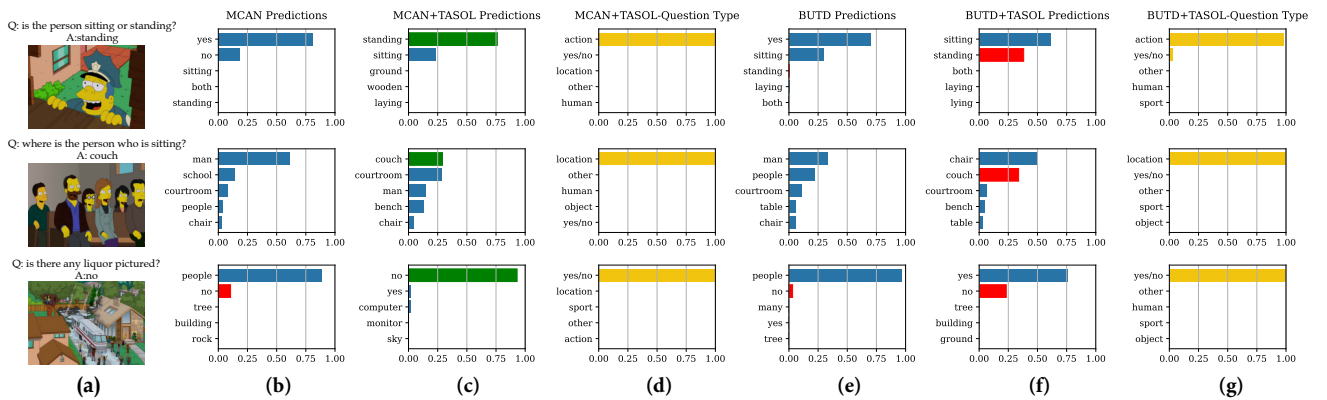 MCAN Predictions
MCAN+TASOL Predictions
MCAN+TASOL-Question Type
BUTD Predictions
BUTD+TASOL Predictions
BUTD+TASOL-Question Type
Q: is the person sitting or standing?
A:standing
yes
no
sitting
both
standing
0.00 0.25 0.50 0.75 1.00
standing
sitting
ground
wooden
laying
0.00 0.25 0.50 0.75 1.00
action
yes/no
location
other
human
0.00 0.25 0.50 0.75 1.00
yes
sitting
standing
laying
both
0.00 0.25 0.50 0.75 1.00
sitting
standing
both
laying
lying
0.00 0.25 0.50 0.75 1.00
action
yes/no
other
human
sport
0.00 0.25 0.50 0.75 1.00
Q: where is the person who is sitting?
A: couch
man
school
courtroom
people
chair
0.00 0.25 0.50 0.75 1.00
couch
courtroom
man
bench
chair
0.00 0.25 0.50 0.75 1.00
location
other
human
object
yes/no
0.00 0.25 0.50 0.75 1.00
man
people
courtroom
table
chair
0.00 0.25 0.50 0.75 1.00
chair
couch
courtroom
bench
table
0.00 0.25 0.50 0.75 1.00
location
yes/no
other
sport
object
0.00 0.25 0.50 0.75 1.00
Q: is there any liquor pictured?
A:no
people
no
tree
building
rock
0.00 0.25 0.50 0.75 1.00
no
yes
computer
monitor
sky
0.00 0.25 0.50 0.75 1.00
yes/no
location
sport
other
action
0.00 0.25 0.50 0.75 1.00
people
no
many
yes
tree
0.00 0.25 0.50 0.75 1.00
yes
no
tree
building
ground
0.00 0.25 0.50 0.75 1.00
yes/no
other
human
sport
object
0.00 0.25 0.50 0.75 1.00
(a)
(b)
(c)
(d)
(e)
(f)
(g)